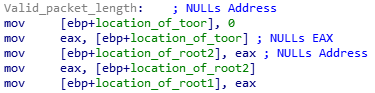 Valid_packet_length: ; NULLs Address
mov [ebp+location_of_toor], 0
mov eax, [ebp+location_of_toor] ; NULLs EAX
mov [ebp+location_of_root2], eax ; NULLs Address
mov eax, [ebp+location_of_root2]
mov [ebp+location_of_root1], eax